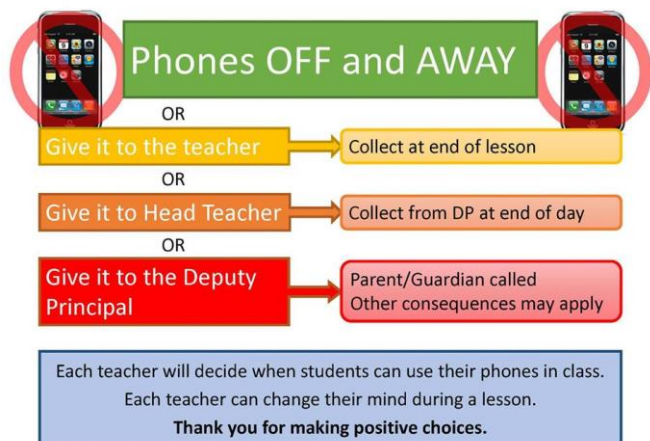 Phones OFF and AWAY
OR
Give it to the teacher
Collect at end of lesson
OR
Give it to Head Teacher
Collect from DP at end of day
OR
Give it to the Deputy
Principal
Parent/Guardian called
Other consequences may apply
Each teacher will decide when students can use their phones in class.
Each teacher can change their mind during a lesson.
Thank you for making positive choices.